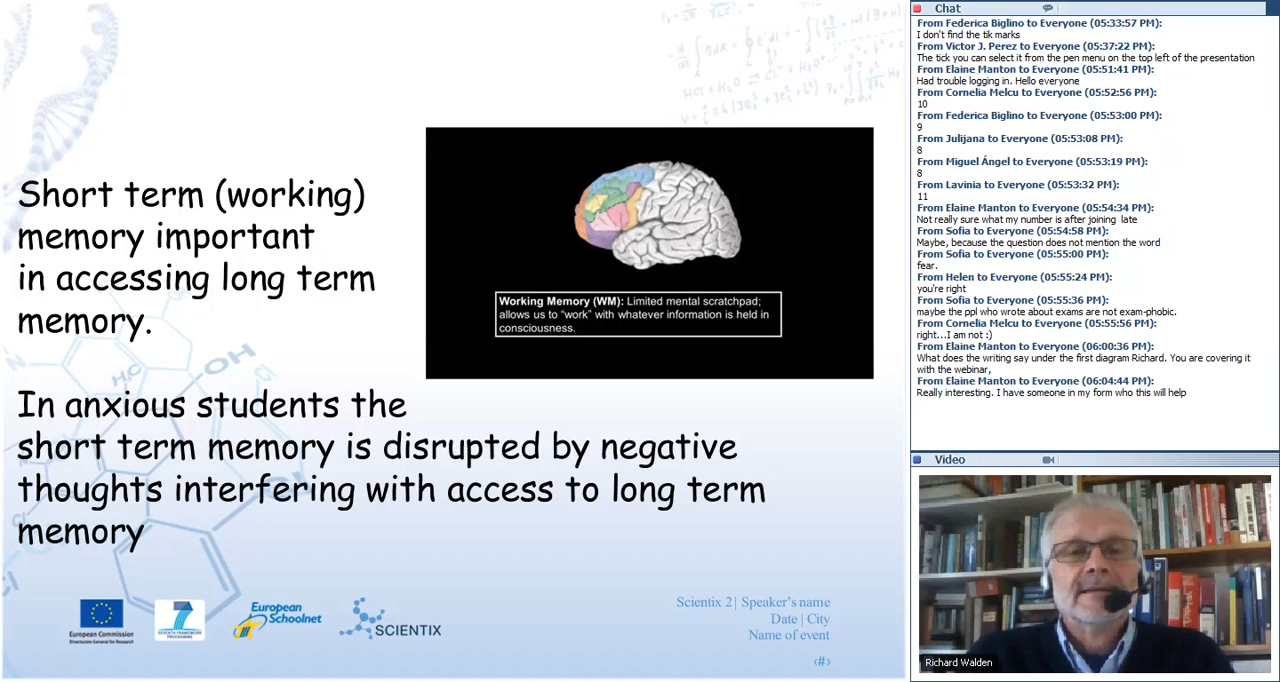 Short term (working)
memory important
in accessing long term
memory.
Working Memory (WM): Limited mental scratchpad;
allows us to "work" with whatever information is held in
consciousness.
In anxious students the
short term memory is disrupted by negative
thoughts interfering with access to long term
memory
European Commission
Directorate-General for Research
SEVENTH FRAMEWORK
PROGRAMME
European
Schoolnet
SCIENTIX
Scientix 2| Speaker's name
Date | City
Name of event
‹#›
Chat
From Federica Biglino to Everyone (05:33:57 PM):
I don't find the tik marks
From Victor J. Perez to Everyone (05:37:22 PM):
The tick you can select it from the pen menu on the top left of the presentation
From Elaine Manton to Everyone (05:51:41 PM):
Had trouble logging in. Hello everyone
From Cornelia Melcu to Everyone (05:52:56 PM):
10
From Federica Biglino to Everyone (05:53:00 PM):
9
From Julijana to Everyone (05:53:08 PM):
8
From Miguel Ángel to Everyone (05:53:19 PM):
8
From Lavinia to Everyone (05:53:32 PM):
11
From Elaine Manton to Everyone (05:54:34 PM):
Not really sure what my number is after joining late
From Sofia to Everyone (05:54:58 PM):
Maybe, because the question does not mention the word
From Sofia to Everyone (05:55:00 PM):
fear.
From Helen to Everyone (05:55:24 PM):
you're right
From Sofia to Everyone (05:55:36 PM):
maybe the ppl who wrote about exams are not exam-phobic.
From Cornelia Melcu to Everyone (05:55:56 PM):
right...I am not :)
From Elaine Manton to Everyone (06:00:36 PM):
What does the writing say under the first diagram Richard. You are covering it
with the webinar,
From Elaine Manton to Everyone (06:04:44 PM):
Really interesting. I have someone in my form who this will help
Video
Richard Walden